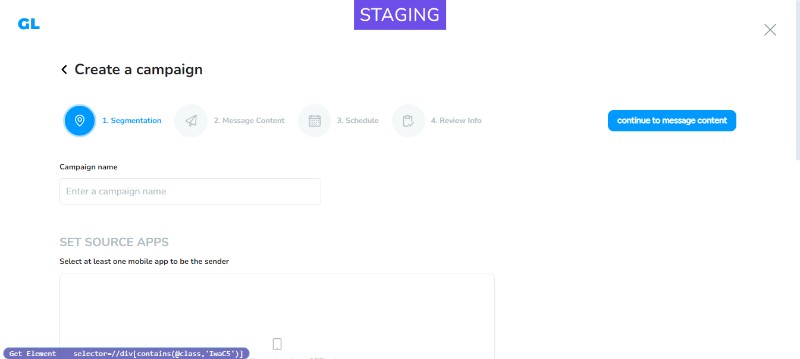 STAGING
GL
Create a campaign
1. Segmentation
2. Message Content
3. Schedule
4. Review Info
continue to message content
Campaign name
Enter a campaign name
SET SOURCE APPS
Select at least one mobile app to be the sender
Get Element selector=//div[contains(@class,'IwaC5')]